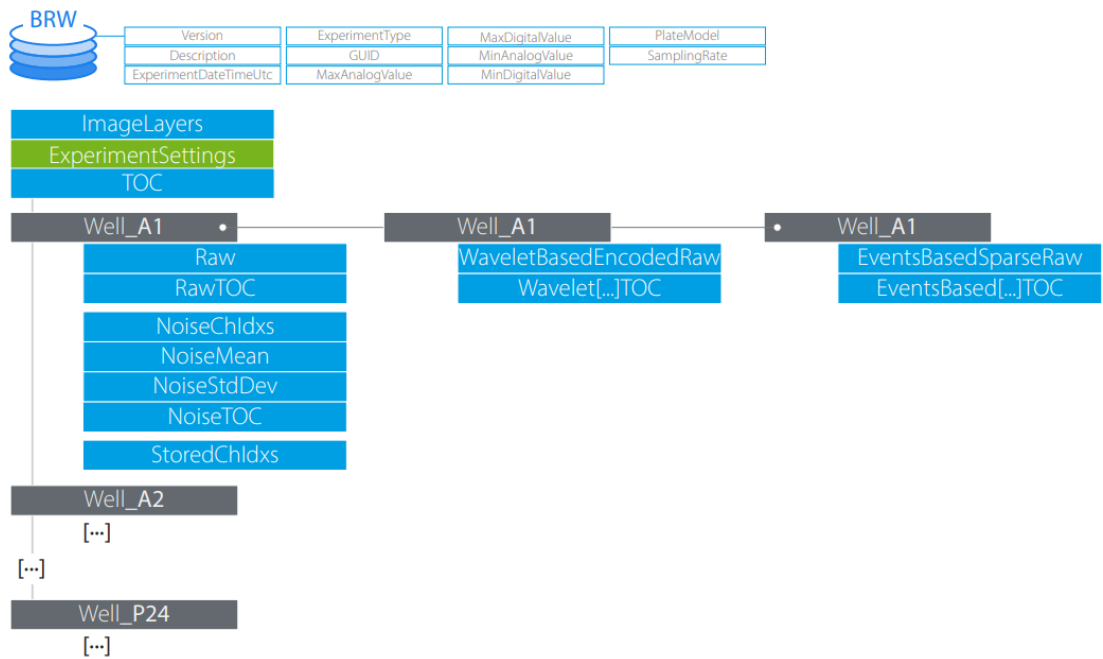 BRW
Version ExperimentType MaxDigitalValue PlateModel
Description GUID MinAnalogValue SamplingRate
ExperimentDateTimeUtc MaxAnalogValue MinDigitalValue
ImageLayers
ExperimentSettings
TOC
Well_A1 Well_A1 Well_A1
Raw WaveletBasedEncodedRaw EventsBasedSparseRaw
RawTOC Wavelet[...]TOC EventsBased[...]TOC
NoiseChIdxs
NoiseMean
NoiseStdDev
NoiseTOC
StoredChIdxs
Well_A2
[...]
[...]
Well_P24
[...]